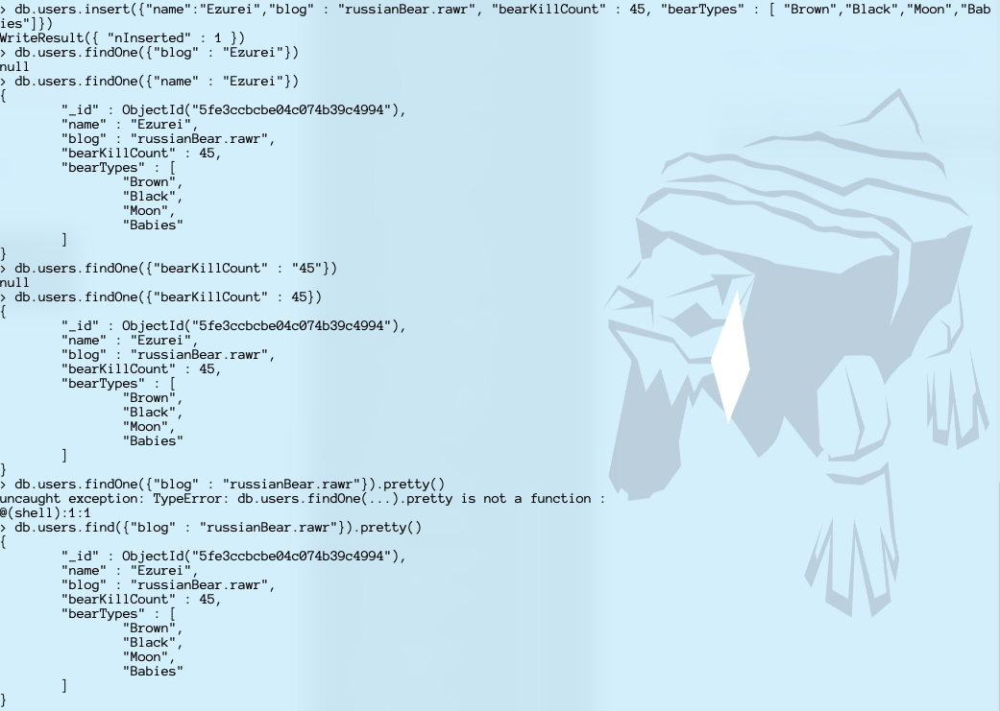 > db.users.insert({"name":"Ezurei","blog" : "russianBear.rawr", "bearKillCount" : 45, "bearTypes" : [ "Brown","Black","Moon","Bab
ies"]})
WriteResult({ "nInserted" : 1 })
> db.users.findOne({"blog" : "Ezurei"})
null
> db.users.findOne({"name" : "Ezurei"})
{
        "_id" : ObjectId("5fe3ccbcbe04c074b39c4994"),
        "name" : "Ezurei",
        "blog" : "russianBear.rawr",
        "bearKillCount" : 45,
        "bearTypes" : [
                "Brown",
                "Black",
                "Moon",
                "Babies"
        ]
}
> db.users.findOne({"bearKillCount" : "45"})
null
> db.users.findOne({"bearKillCount" : 45})
{
        "_id" : ObjectId("5fe3ccbcbe04c074b39c4994"),
        "name" : "Ezurei",
        "blog" : "russianBear.rawr",
        "bearKillCount" : 45,
        "bearTypes" : [
                "Brown",
                "Black",
                "Moon",
                "Babies"
        ]
}
> db.users.findOne({"blog" : "russianBear.rawr"}).pretty()
uncaught exception: TypeError: db.users.findOne(...).pretty is not a function :
@(shell):1:1
> db.users.find({"blog" : "russianBear.rawr"}).pretty()
{
        "_id" : ObjectId("5fe3ccbcbe04c074b39c4994"),
        "name" : "Ezurei",
        "blog" : "russianBear.rawr",
        "bearKillCount" : 45,
        "bearTypes" : [
                "Brown",
                "Black",
                "Moon",
                "Babies"
        ]
}